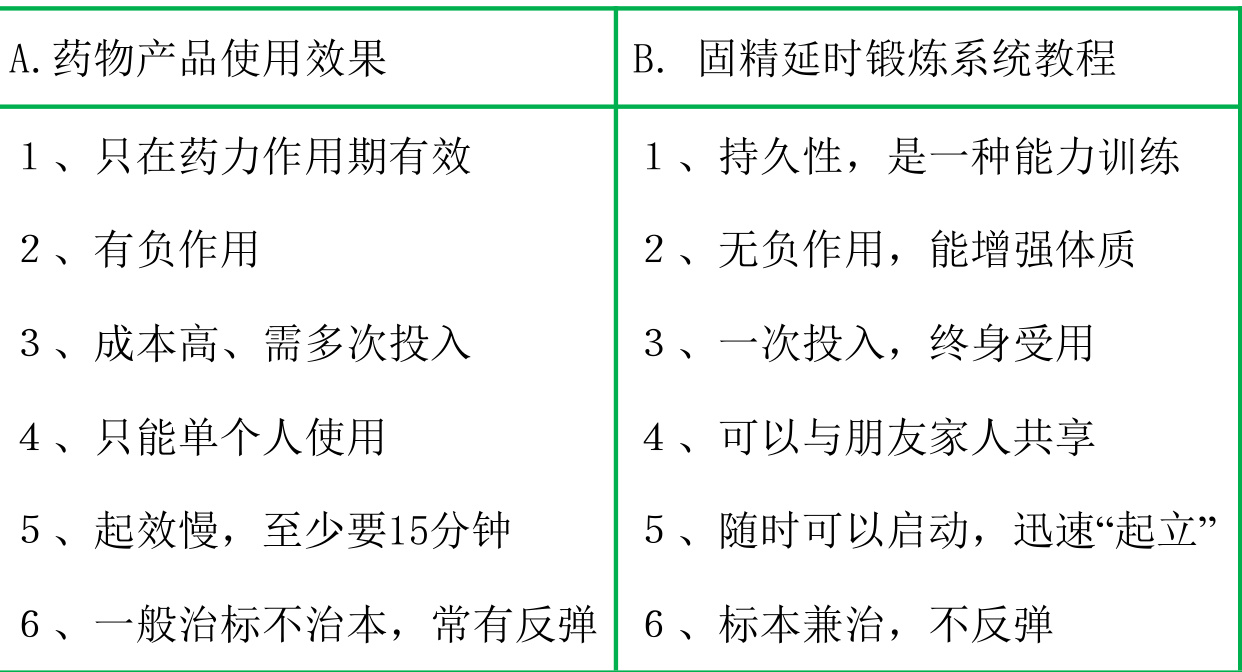 A.药物产品使用效果
B. 固精延时锻炼系统教程
1、只在药力作用期有效
1、持久性，是一种能力训练
2、有负作用
2、无负作用，能增强体质
3、成本高、需多次投入
3、一次投入，终身受用
4、只能单个人使用
4、可以与朋友家人共享
5、起效慢，至少要15分钟
5、随时可以启动，迅速“起立”
6、一般治标不治本，常有反弹
6、标本兼治，不反弹